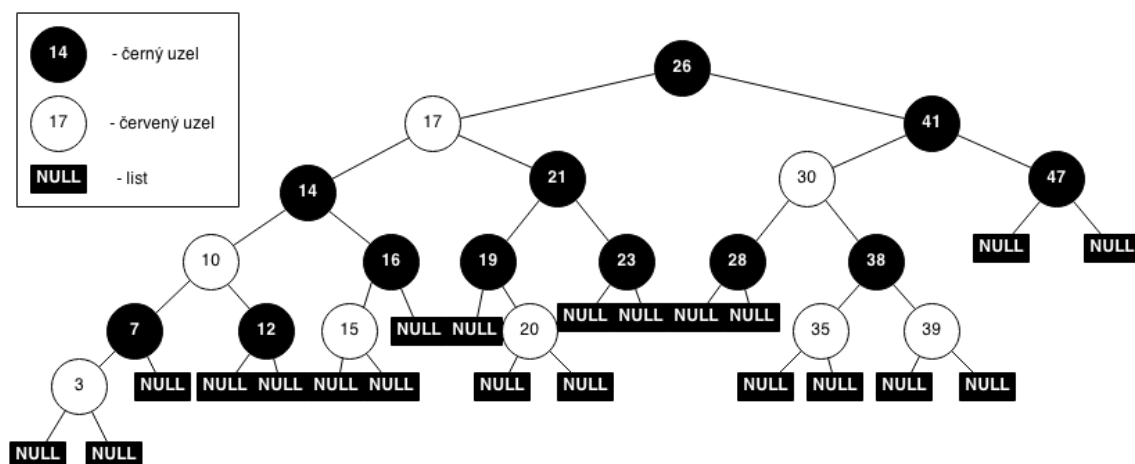 14 - černý uzel
17 - červený uzel
NULL - list
26
17 41
14 21 30 47
NULL NULL
10 16 19 23 28 38
NULL NULL NULL NULL
7 12 15 NULL NULL 20 35 39
3 NULL NULL NULL NULL NULL NULL NULL NULL NULL NULL NULL
NULL NULL